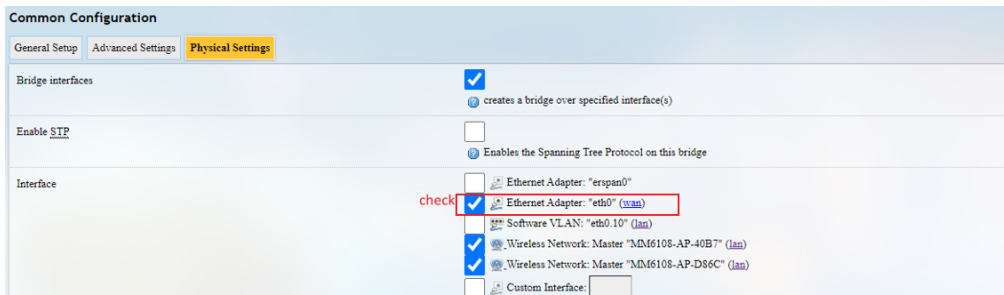 Common Configuration
General Setup Advanced Settings Physical Settings
Bridge interfaces
creates a bridge over specified interface(s)
Enable STP
Enables the Spanning Tree Protocol on this bridge
Interface
Ethernet Adapter: "erspan0"
check
Ethernet Adapter: "eth0" (wan)
Software VLAN: "eth0.10" (lan)
Wireless Network: Master "MM6108-AP-40B7" (lan)
Wireless Network: Master "MM6108-AP-D86C" (lan)
Custom Interface: